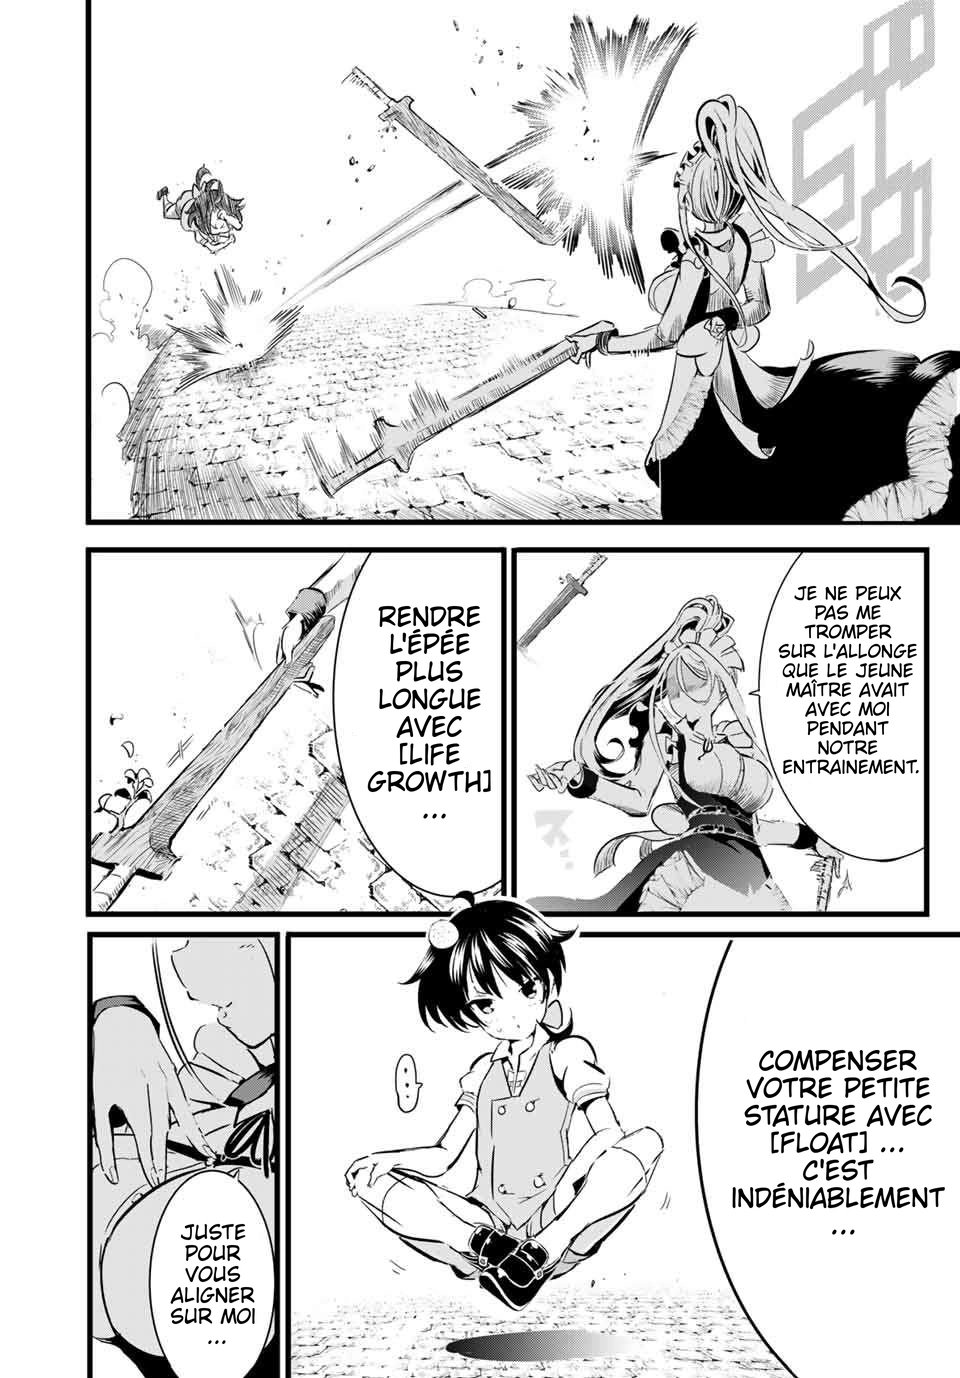 JE NE PEUX
PAS ME
TROMPER
SUR L'ALLONGE
QUE LE JEUNE
MAÎTRE AVAIT
AVEC MOI
PENDANT
NOTRE
ENTRAINEMENT.
RENDRE
L'ÉPÉE
PLUS
LONGUE
AVEC
[LIFE
GROWTH]
...
COMPENSER
VOTRE PETITE
STATURE AVEC
[FLOAT] ...
C'EST
INDÉNIABLEMENT
...
...
JUSTE
POUR
VOUS
ALIGNER
SUR MOI
...